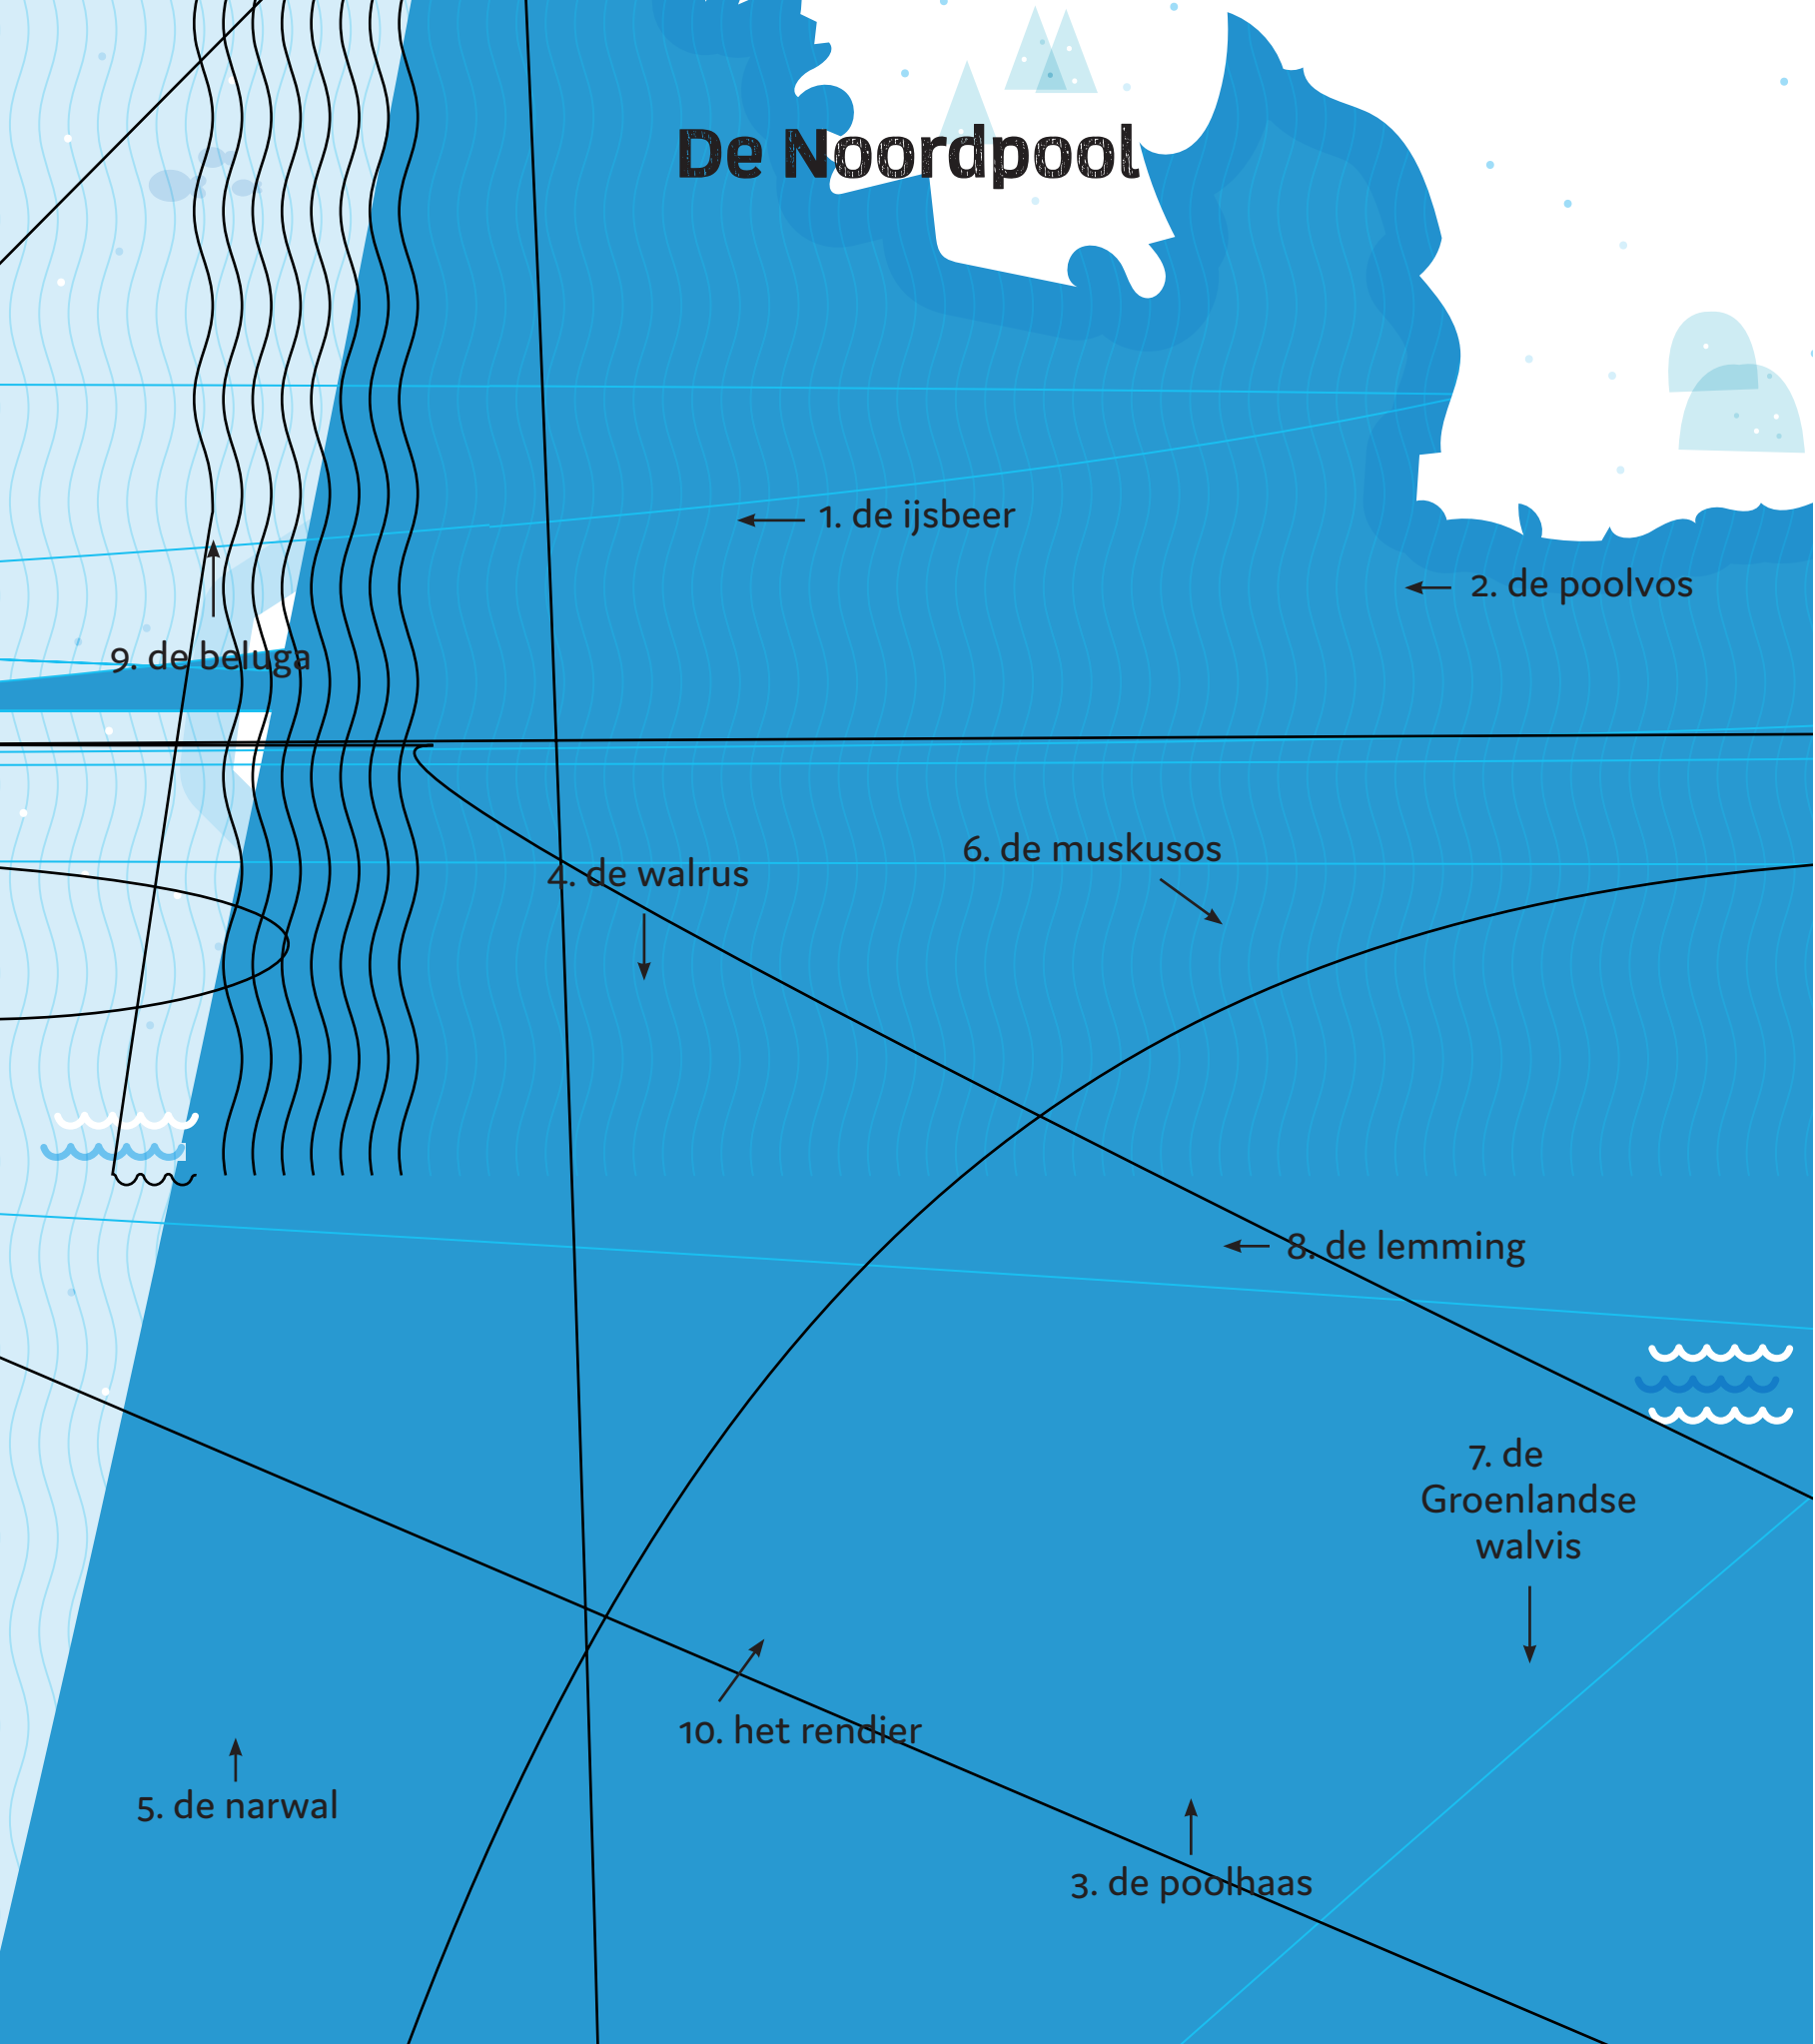 De Noordpool
1. de ijsbeer
2. de poolvos
9. de beluga
6. de muskusos
4. de walrus
8. de lemming
7. de
Groenlandse
walvis
10. het rendier
5. de narwal
3. de poolhaas